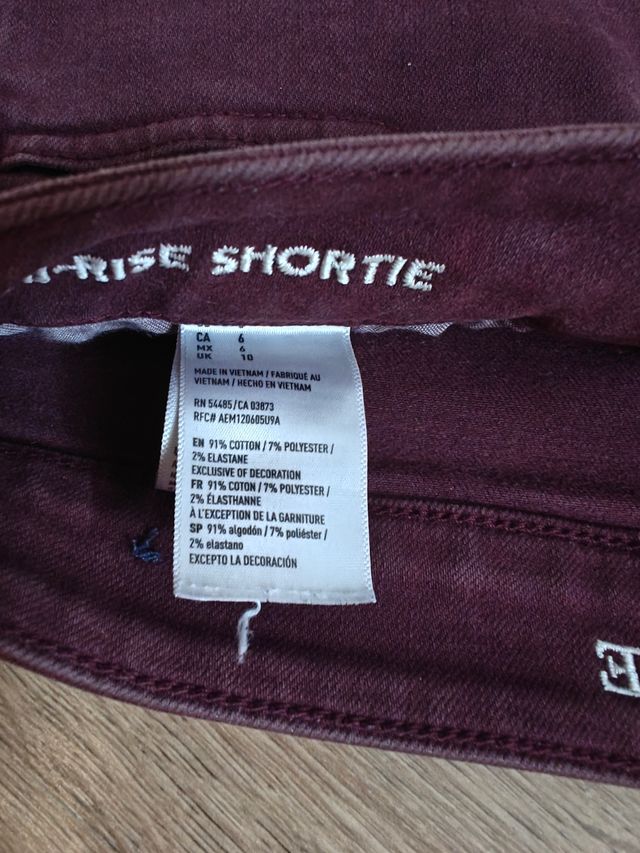 -RISE SHORTIE
CA 6
MX 6
UK 10
MADE IN VIETNAM / FABRIQUÉ AU
VIETNAM / HECHO EN VIETNAM
RN 54485/CA 03873
RFC# AEM120605U9A
EN 91% COTTON / 7% POLYESTER /
2% ELASTANE
EXCLUSIVE OF DECORATION
FR 91% COTON / 7% POLYESTER /
2% ÉLASTHANNE
À L'EXCEPTION DE LA GARNITURE
SP 91% algodón / 7% poliéster /
2% elastano
EXCEPTO LA DECORACIÓN